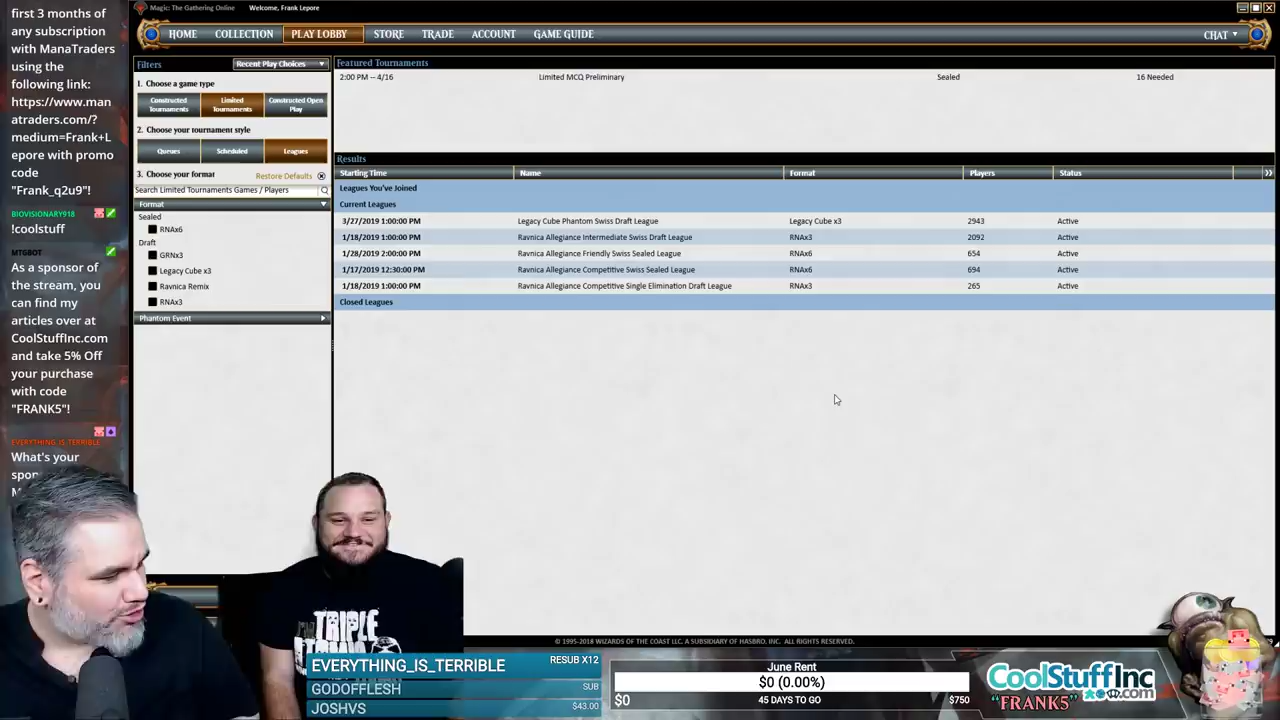 Magic: The Gathering Online
Welcome, Frank Lepore
HOME
COLLECTION
PLAY LOBBY
STORE
TRADE
ACCOUNT
GAME GUIDE
CHAT
first 3 months of
any subscription
with ManaTraders
using the
following link:
https://www.man
atraders.com/?
medium=Frank+L
epore with promo
code
"Frank_q2u9"!
BIOVISIONARY918
!coolstuff
MTGBOT
As a sponsor of
the stream, you
can find my
articles over at
CoolStuffInc.com
and take 5% Off
your purchase
with code
"FRANK5"!
EVERYTHING_IS_TERRIBLE
What's your
Filters
Recent Play Choices
1. Choose a game type
Constructed
Tournaments
Limited
Tournaments
Constructed Open
Play
2. Choose your tournament style
Queues
Scheduled
Leagues
3. Choose your format
Restore Defaults
Search Limited Tournaments Games / Players
Format
Sealed
RNAx6
Draft
GRNx3
Legacy Cube x3
Ravnica Remix
RNAx3
Phantom Event
Featured Tournaments
2:00 PM -- 4/16 Limited MCQ Preliminary Sealed 16 Needed
Results
Starting Time Name Format Players Status
Leagues You've Joined
Current Leagues
3/27/2019 1:00:00 PM Legacy Cube Phantom Swiss Draft League Legacy Cube x3 2943 Active
1/18/2019 1:00:00 PM Ravnica Allegiance Intermediate Swiss Draft League RNAx3 2092 Active
1/28/2019 2:00:00 PM Ravnica Allegiance Friendly Swiss Sealed League RNAx6 654 Active
1/17/2019 12:30:00 PM Ravnica Allegiance Competitive Swiss Sealed League RNAx6 694 Active
1/18/2019 1:00:00 PM Ravnica Allegiance Competitive Single Elimination Draft League RNAx3 265 Active
Closed Leagues
© 1995-2018 WIZARDS OF THE COAST LLC. A SUBSIDIARY OF HASBRO, INC. ALL RIGHTS RESERVED.
TRIPLE
EVERYTHING_IS_TERRIBLE RESUB X12
GODOFFLESH SUB
JOSHVS $43.00
June Rent
$0 (0.00%)
$0 45 DAYS TO GO $750
CoolStuffInc
.com
"FRANK5"